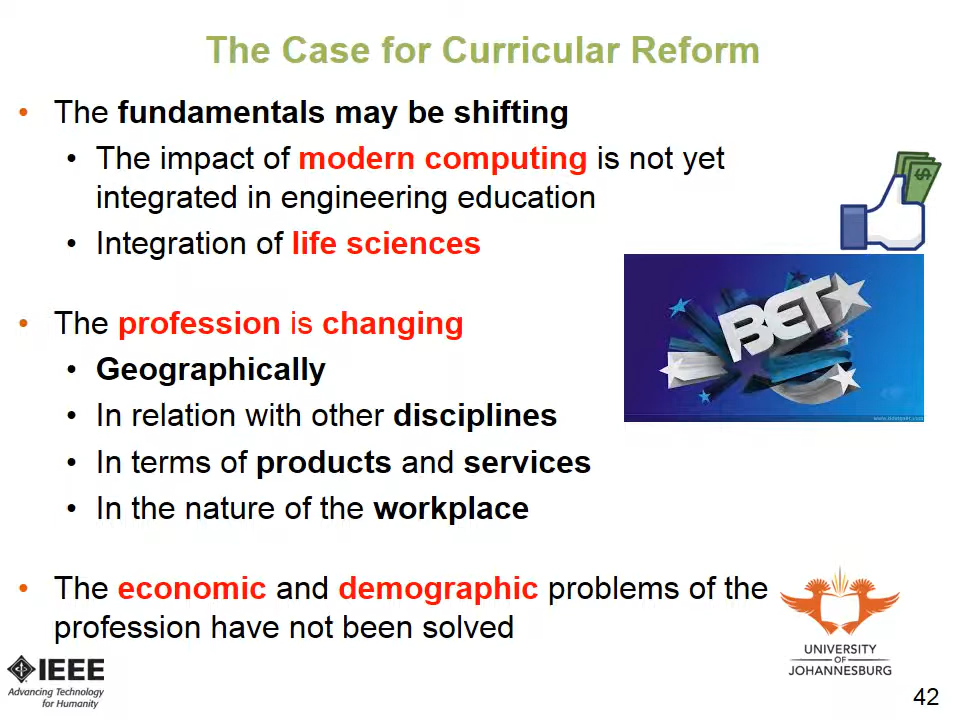 The Case for Curricular Reform
• The fundamentals may be shifting
• The impact of modern computing is not yet
integrated in engineering education
• Integration of life sciences
$
BET
• The profession is changing
• Geographically
• In relation with other disciplines
• In terms of products and services
• In the nature of the workplace
• The economic and demographic problems of the
profession have not been solved
IEEE
Advancing Technology
for Humanity
UNIVERSITY
OF
JOHANNESBURG
42